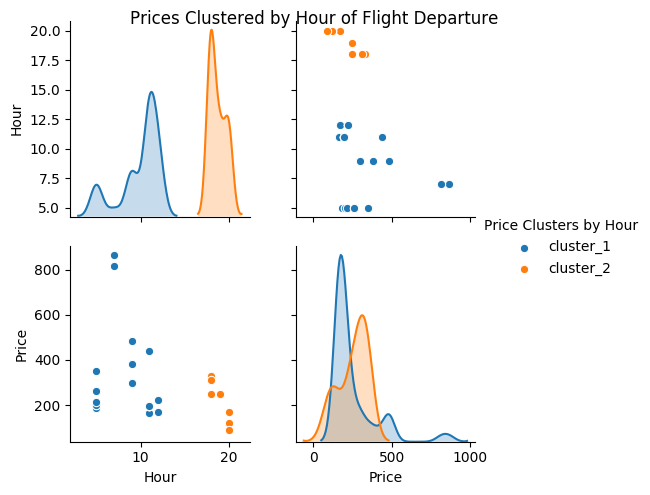 Prices Clustered by Hour of Flight Departure
20.0
17.5
15.0
12.5
10.0
7.5
5.0
Hour
Price Clusters by Hour
cluster_1
cluster_2
800
600
400
200
Price
10
20
Hour
0
500
1000
Price